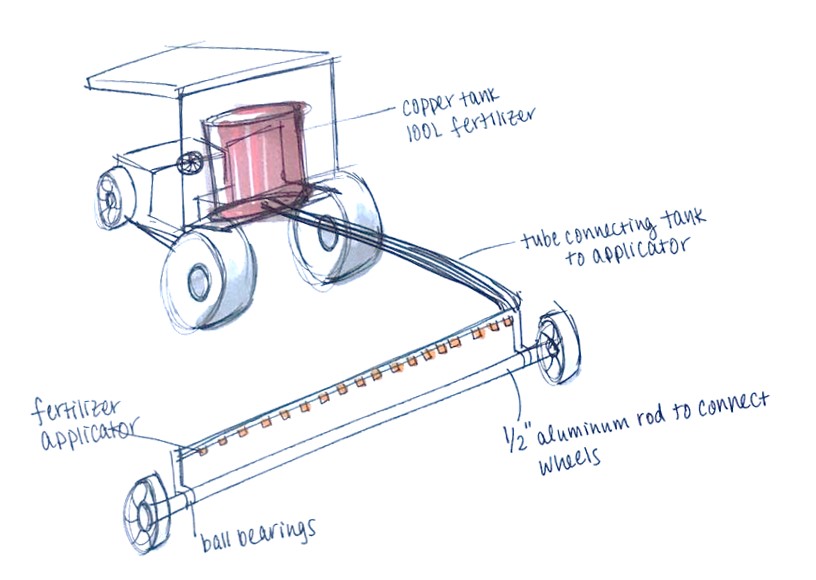 copper tank
100L fertilizer
tube connecting tank
to applicator
fertilizer
applicator
1/2" aluminum rod to connect
wheels
ball bearings